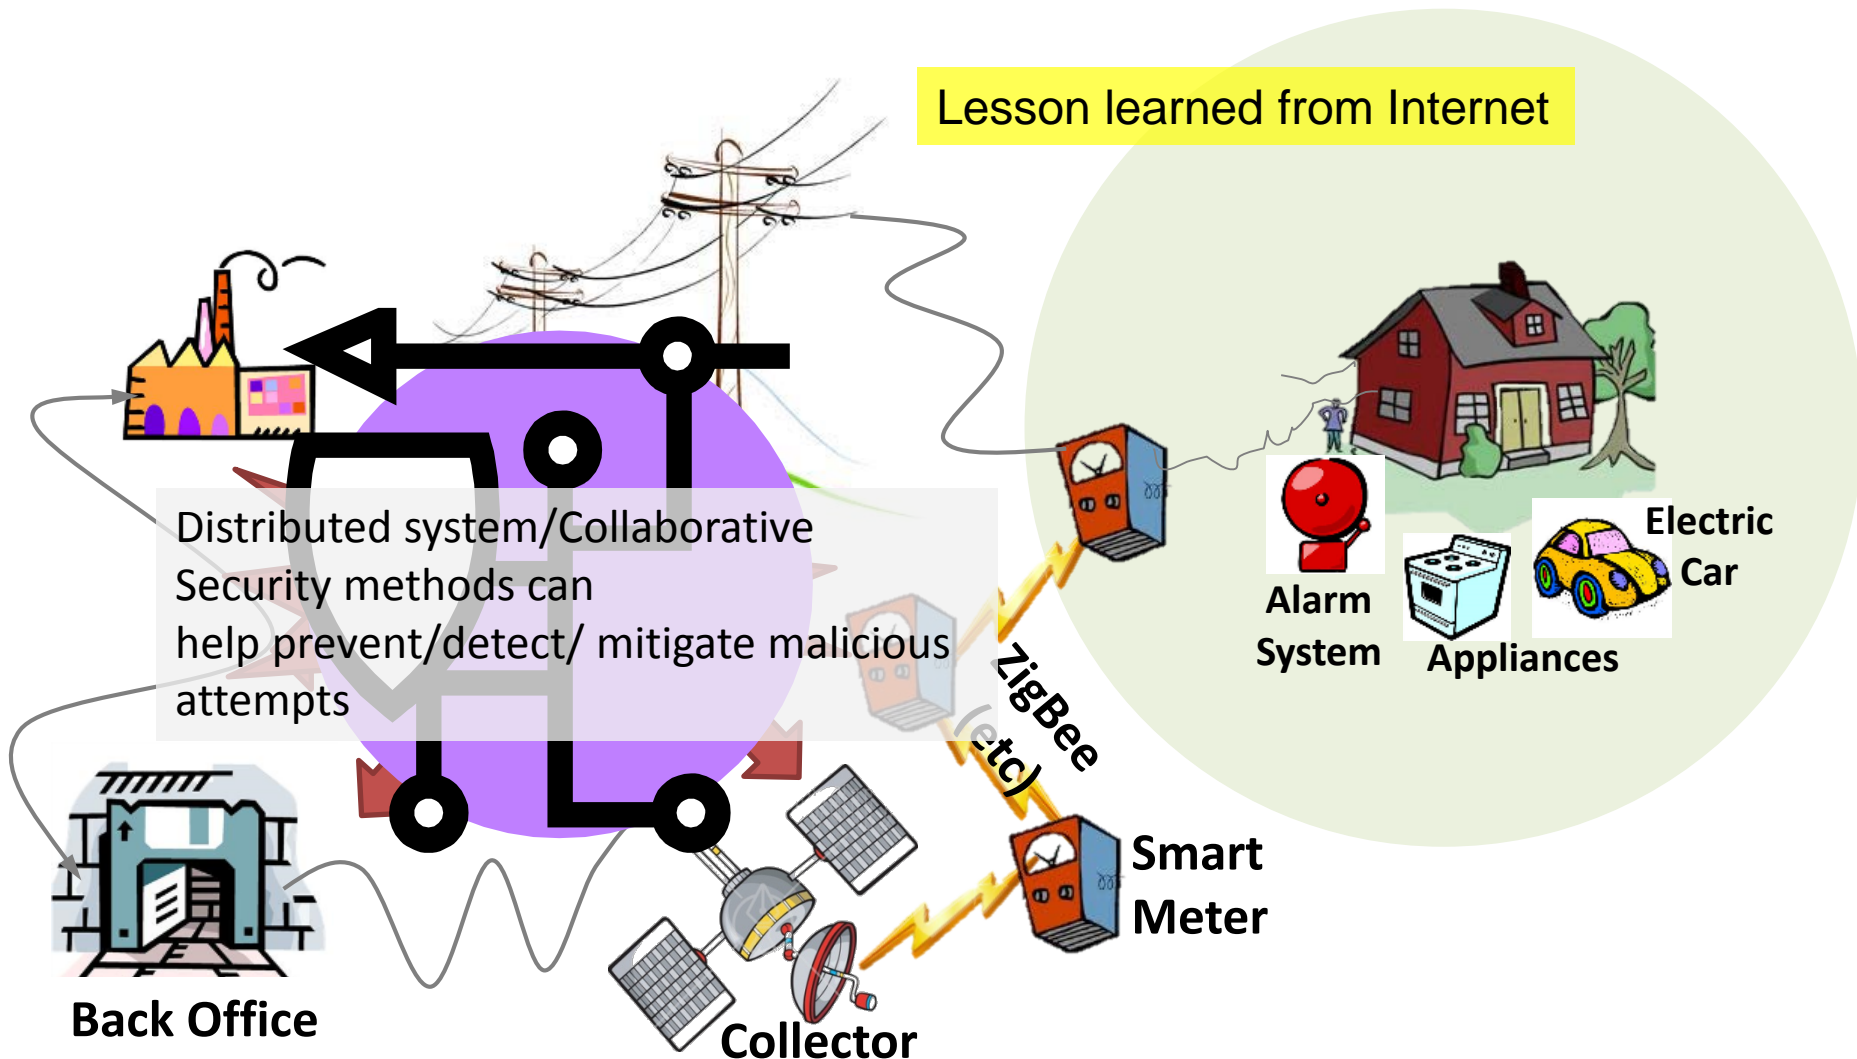 Lesson learned from Internet
Distributed system/Collaborative
Security methods can
help prevent/detect/ mitigate malicious
attempts
Electric
Car
Alarm
System
Appliances
ZigBee
(etc)
Smart
Meter
Back Office
Collector